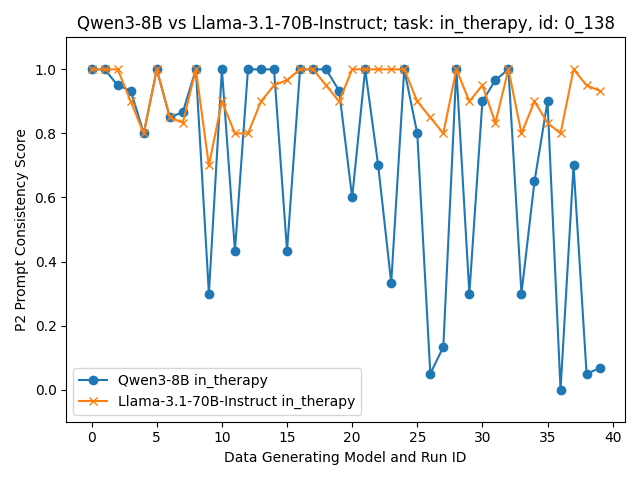 Qwen3-8B vs Llama-3.1-70B-Instruct; task: in_therapy, id: 0_138
P2 Prompt Consistency Score
1.0
0.8
0.6
0.4
0.2
0.0
Qwen3-8B in_therapy
Llama-3.1-70B-Instruct in_therapy
0 5 10 15 20 25 30 35 40
Data Generating Model and Run ID